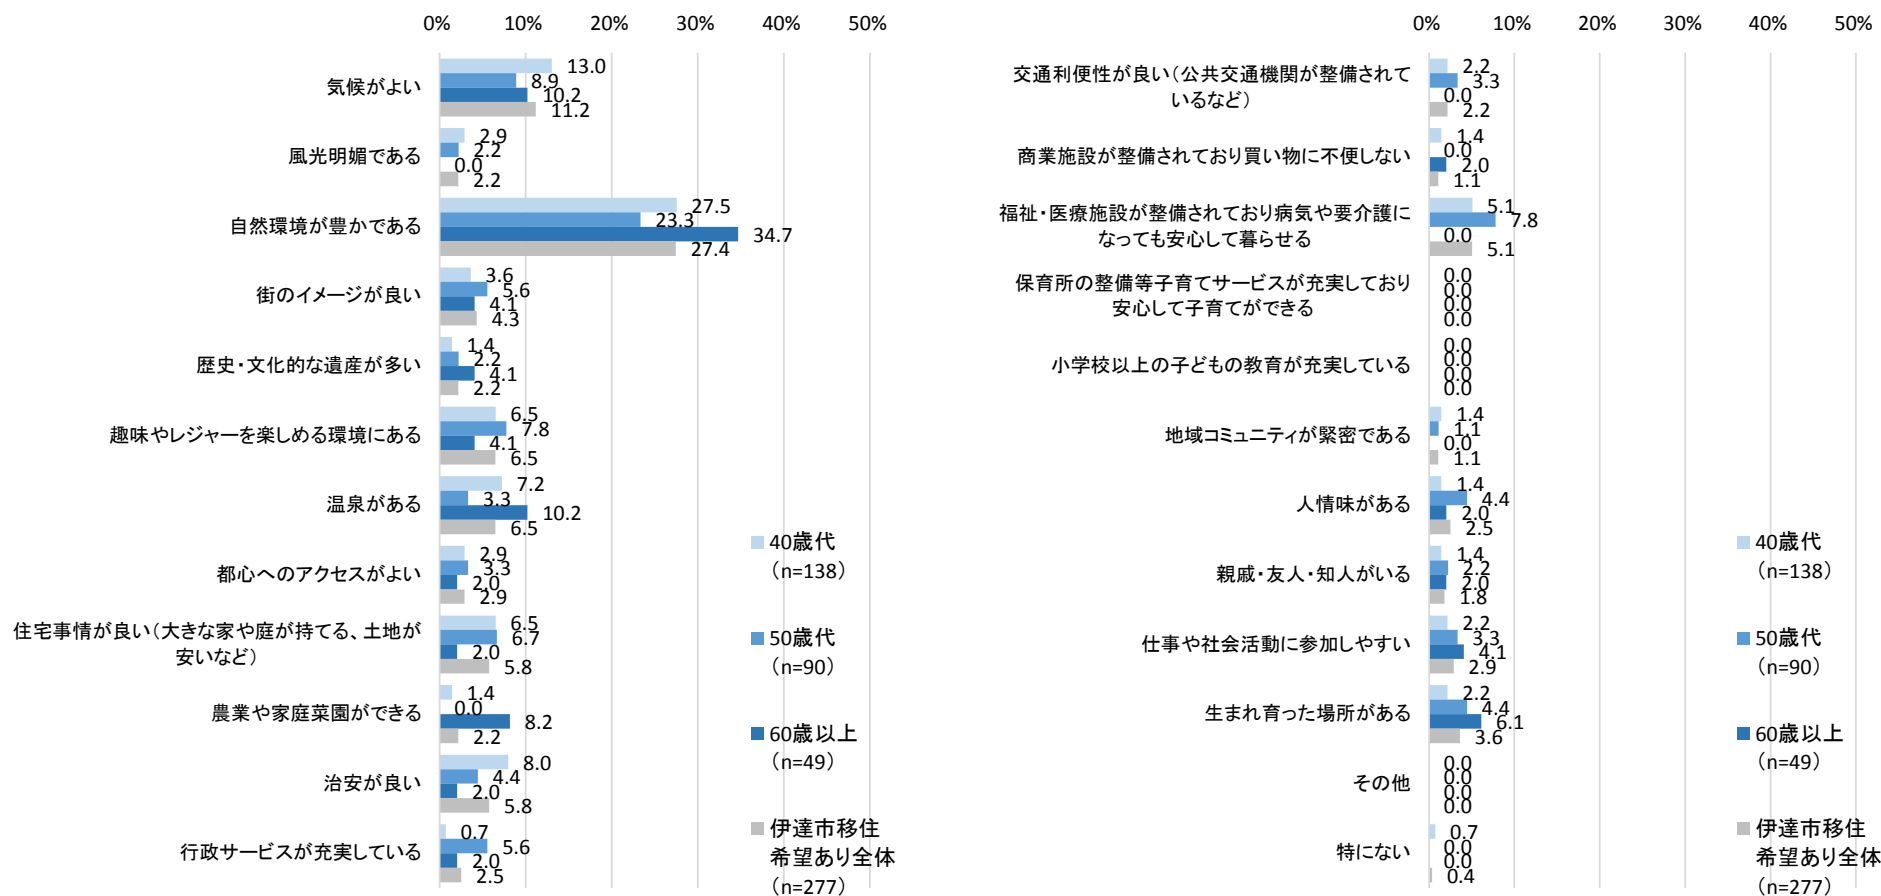 0% 10% 20% 30% 40% 50%
気候がよい
13.0
8.9
10.2
11.2
風光明媚である
2.9
2.2
0.0
2.2
自然環境が豊かである
27.5
23.3
34.7
27.4
街のイメージが良い
3.6
5.6
4.1
4.3
歴史・文化的な遺産が多い
1.4
2.2
4.1
2.2
趣味やレジャーを楽しめる環境にある
6.5
7.8
4.1
6.5
温泉がある
7.2
3.3
10.2
6.5
都心へのアクセスがよい
2.9
3.3
2.0
2.9
住宅事情が良い（大きな家や庭が持てる、土地が
安いなど）
6.5
6.7
2.0
5.8
農業や家庭菜園ができる
1.4
0.0
8.2
2.2
治安が良い
8.0
4.4
2.0
5.8
行政サービスが充実している
0.7
5.6
2.0
2.5
40歳代
（n=138）
50歳代
（n=90）
60歳以上
（n=49）
伊達市移住
希望あり全体
（n=277）
0% 10% 20% 30% 40% 50%
交通利便性が良い（公共交通機関が整備されて
いるなど）
2.2
3.3
0.0
2.2
商業施設が整備されており買い物に不便しない
1.4
0.0
2.0
1.1
福祉・医療施設が整備されており病気や要介護に
なっても安心して暮らせる
5.1
7.8
0.0
5.1
保育所の整備等子育てサービスが充実しており
安心して子育てができる
0.0
0.0
0.0
0.0
小学校以上の子どもの教育が充実している
0.0
0.0
0.0
0.0
地域コミュニティが緊密である
1.4
1.1
0.0
1.1
人情味がある
1.4
4.4
2.0
2.5
親戚・友人・知人がいる
1.4
2.2
2.0
1.8
仕事や社会活動に参加しやすい
2.2
3.3
4.1
2.9
生まれ育った場所がある
2.2
4.4
6.1
3.6
その他
0.0
0.0
0.0
0.0
特にない
0.7
0.0
0.0
0.4
40歳代
（n=138）
50歳代
（n=90）
60歳以上
（n=49）
伊達市移住
希望あり全体
（n=277）